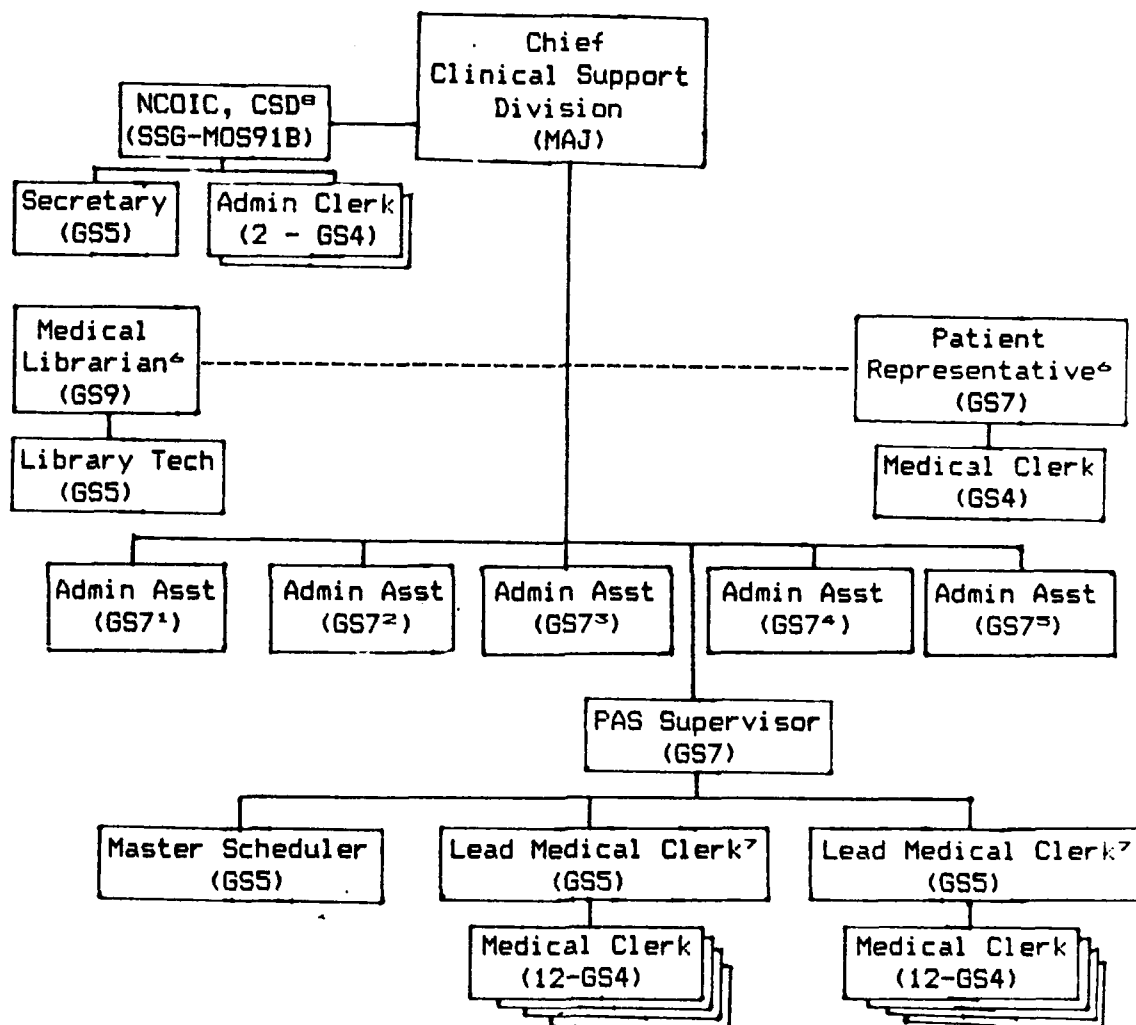 Chief
Clinical Support
Division
(MAJ)
NCOIC, CSD⁸
(SSG-MOS91B)
Secretary
(GS5)
Admin Clerk
(2 - GS4)
Medical
Librarian⁶
(GS9)
Library Tech
(GS5)
Patient
Representative⁶
(GS7)
Medical Clerk
(GS4)
Admin Asst
(GS7¹)
Admin Asst
(GS7²)
Admin Asst
(GS7³)
Admin Asst
(GS7⁴)
Admin Asst
(GS7⁵)
PAS Supervisor
(GS7)
Master Scheduler
(GS5)
Lead Medical Clerk⁷
(GS5)
Medical Clerk
(12-GS4)
Lead Medical Clerk⁷
(GS5)
Medical Clerk
(12-GS4)